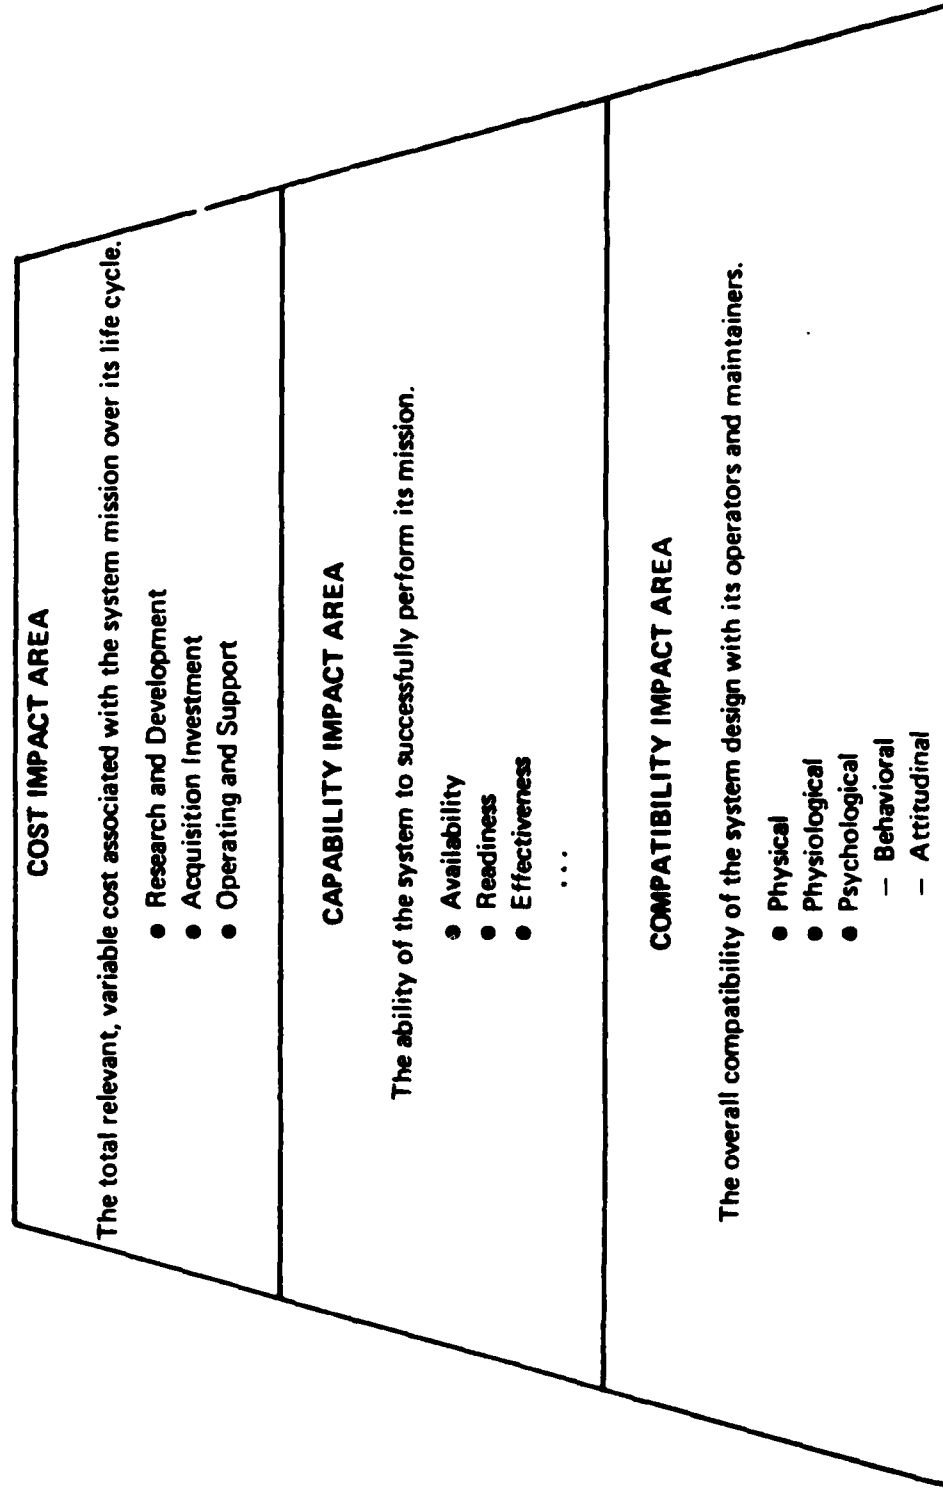 COST IMPACT AREA
The total relevant, variable cost associated with the system mission over its life cycle.
● Research and Development
● Acquisition Investment
● Operating and Support
CAPABILITY IMPACT AREA
The ability of the system to successfully perform its mission.
● Availability
● Readiness
● Effectiveness
...
COMPATIBILITY IMPACT AREA
The overall compatibility of the system design with its operators and maintainers.
● Physical
● Physiological
● Psychological
– Behavioral
– Attitudinal